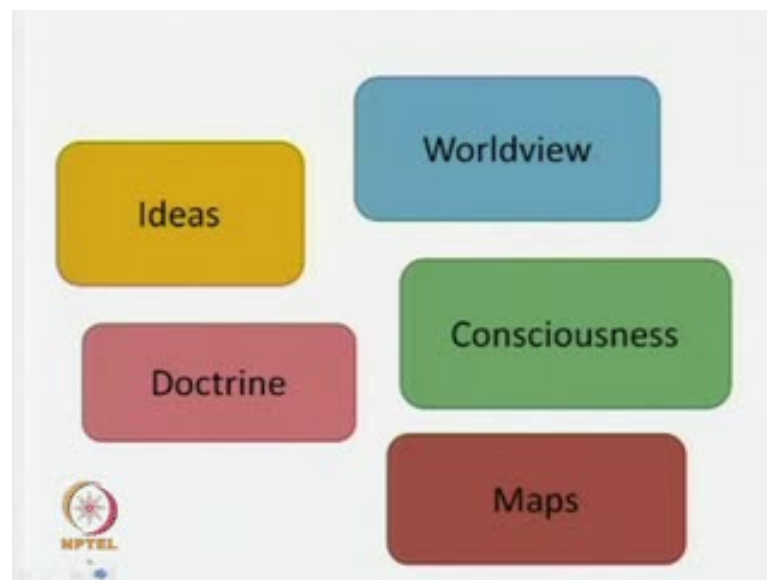 Worldview
Ideas
Consciousness
Doctrine
Maps
NPTEL